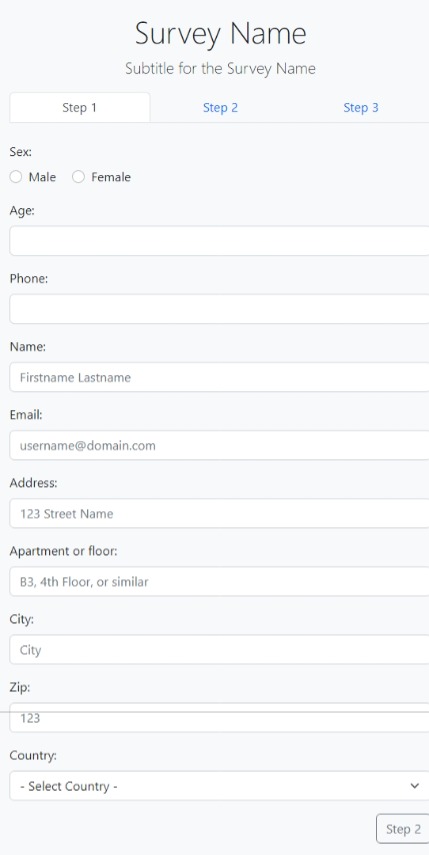 Survey Name
Subtitle for the Survey Name
Step 1 Step 2 Step 3
Sex:
Male Female
Age:
Phone:
Name:
Firstname Lastname
Email:
username@domain.com
Address:
123 Street Name
Apartment or floor:
B3, 4th Floor, or similar
City:
City
Zip:
123
Country:
- Select Country -
Step 2